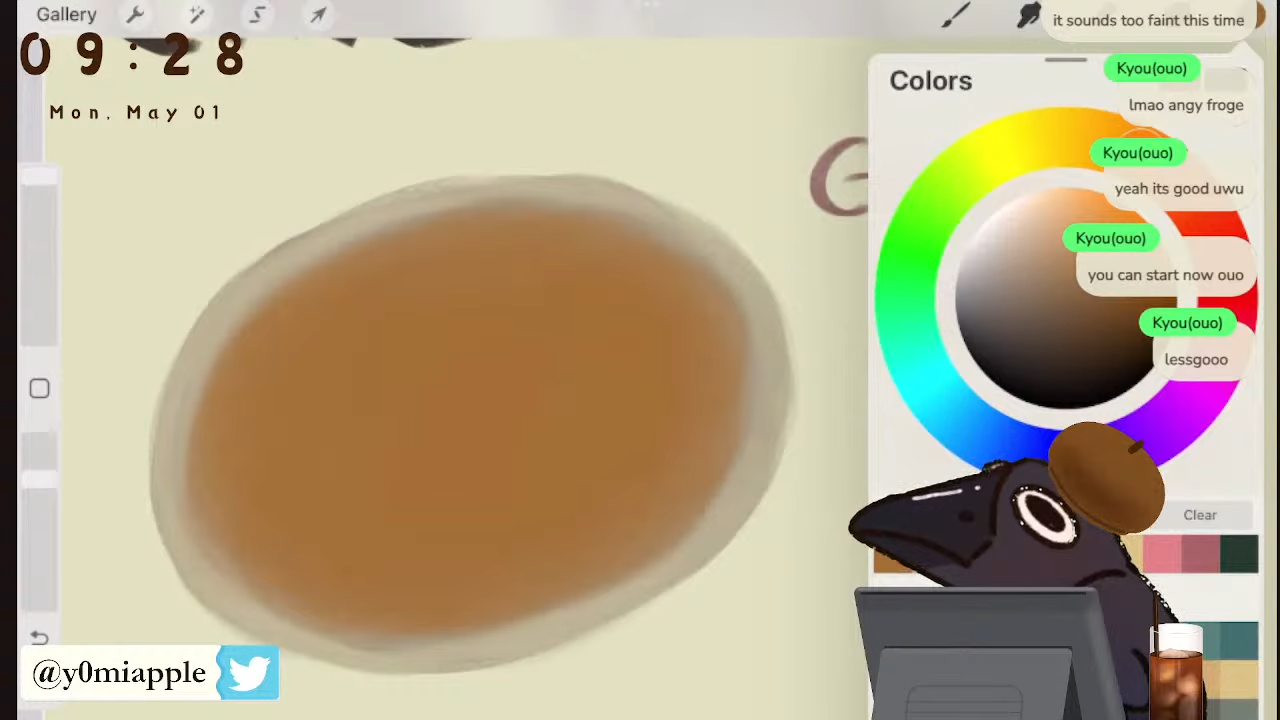 Gallery
09:28
Mon, May 01
it sounds too faint this time
Kyou(ouo)
lmao angy froge
Kyou(ouo)
yeah its good uwu
Kyou(ouo)
you can start now ouo
Kyou(ouo)
lessgooo
Colors
G
Clear
@y0miapple